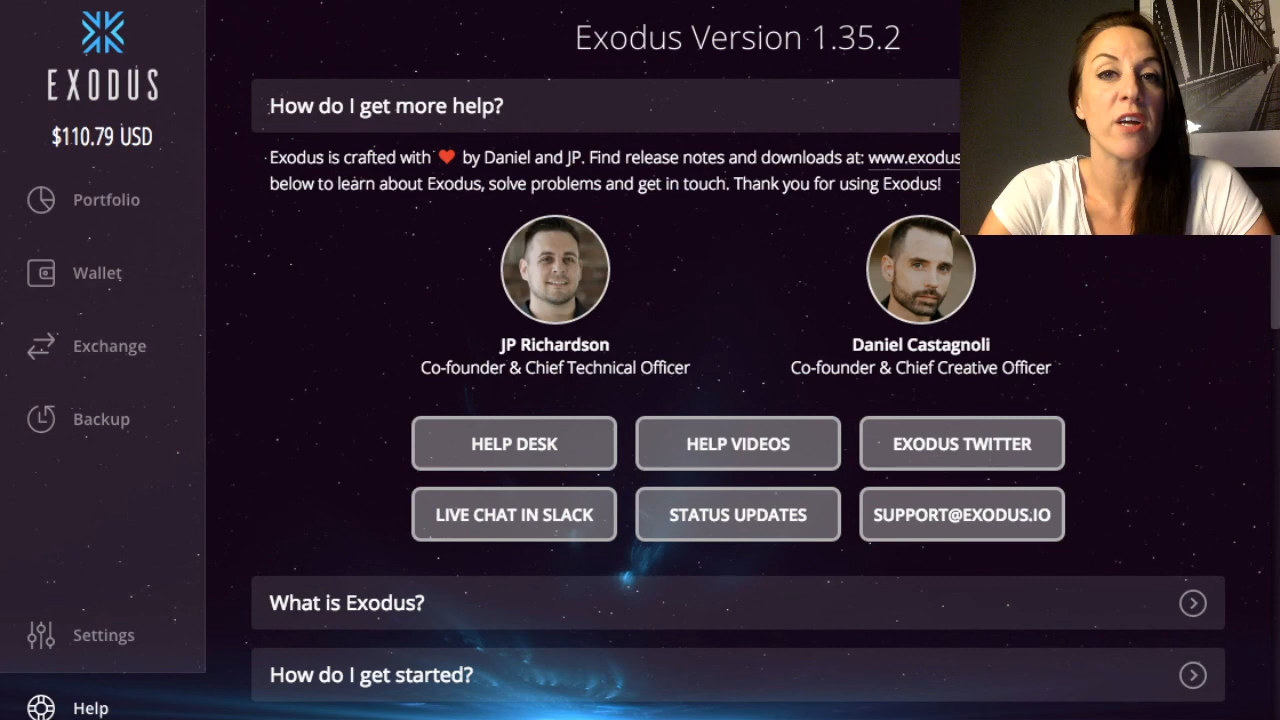 EXODUS
$110.79 USD
Portfolio
Wallet
Exchange
Backup
Settings
Help
Exodus Version 1.35.2
How do I get more help?
Exodus is crafted with ❤ by Daniel and JP. Find release notes and downloads at: www.exodus
below to learn about Exodus, solve problems and get in touch. Thank you for using Exodus!
JP Richardson
Co-founder & Chief Technical Officer
Daniel Castagnoli
Co-founder & Chief Creative Officer
HELP DESK
HELP VIDEOS
EXODUS TWITTER
LIVE CHAT IN SLACK
STATUS UPDATES
SUPPORT@EXODUS.IO
What is Exodus?
How do I get started?